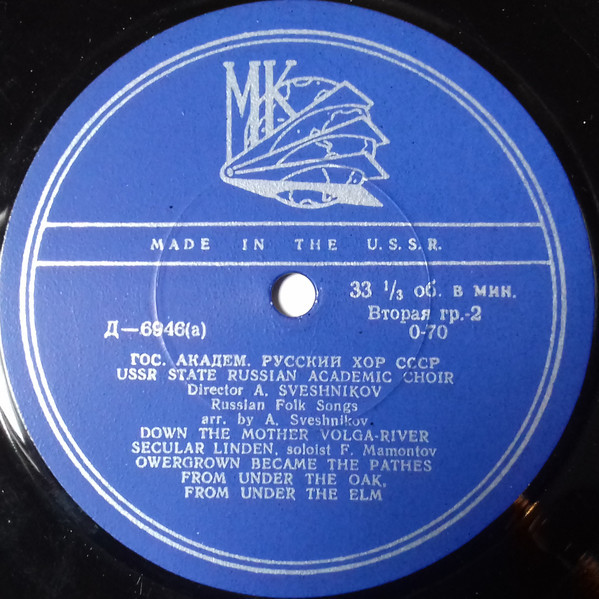 МК
MADE IN THE U.S.S.R.
33 1/3 об. в мин.
Вторая гр.-2
Д—6946(а)
0-70
ГОС. АКАДЕМ. РУССКИЙ ХОР СССР
USSR STATE RUSSIAN ACADEMIC CHOIR
Director A. SVESHNIKOV
Russian Folk Songs
arr. by A. Sveshnikov
DOWN THE MOTHER VOLGA-RIVER
SECULAR LINDEN, soloist F. Mamontov
OWERGROWN BECAME THE PATHES
FROM UNDER THE OAK,
FROM UNDER THE ELM